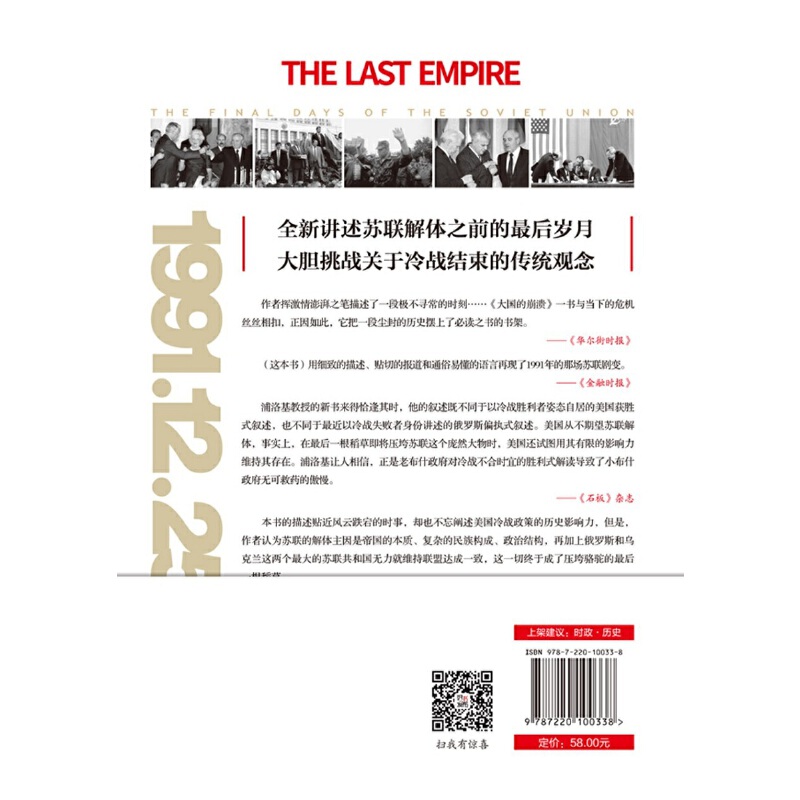 THE LAST EMPIRE
THE FINAL DAYS OF THE SOVIET UNION
1991.12.25
全新讲述苏联解体之前的最后岁月
大胆挑战关于冷战结束的传统观念
作者挥激情澎湃之笔描述了一段极不寻常的时刻……《大国的崩溃》一书与当下的危机
丝丝相扣，正因如此，它把一段尘封的历史摆上了必读之书的书架。
——《华尔街时报》
（这本书）用细致的描述、贴切的报道和通俗易懂的语言再现了1991年的那场苏联剧变。
——《金融时报》
浦洛基教授的新书来得恰逢其时，他的叙述既不同于以冷战胜利者姿态自居的美国获胜
式叙述，也不同于最近以冷战失败者身份讲述的俄罗斯偏执式叙述。美国从不期望苏联解
体，事实上，在最后一根稻草即将压垮苏联这个庞然大物时，美国还试图用其有限的影响力
维持其存在。浦洛基让人相信，正是老布什政府对冷战不合时宜的胜利式解读导致了小布什
政府无可救药的傲慢。
——《石板》杂志
本书的描述贴近风云跌宕的时事，却也不忘阐述美国冷战政策的历史影响力，但是，
作者认为苏联的解体主因是帝国的本质、复杂的民族构成、政治结构，再加上俄罗斯和乌
克兰这两个最大的苏联共和国无力就维持联盟达成一致，这一切终于成了压垮骆驼的最后
一根稻草
上架建议：时政·历史
ISBN 978-7-220-10033-8
9 787220 100338 >
定价：58.00元
扫我有惊喜